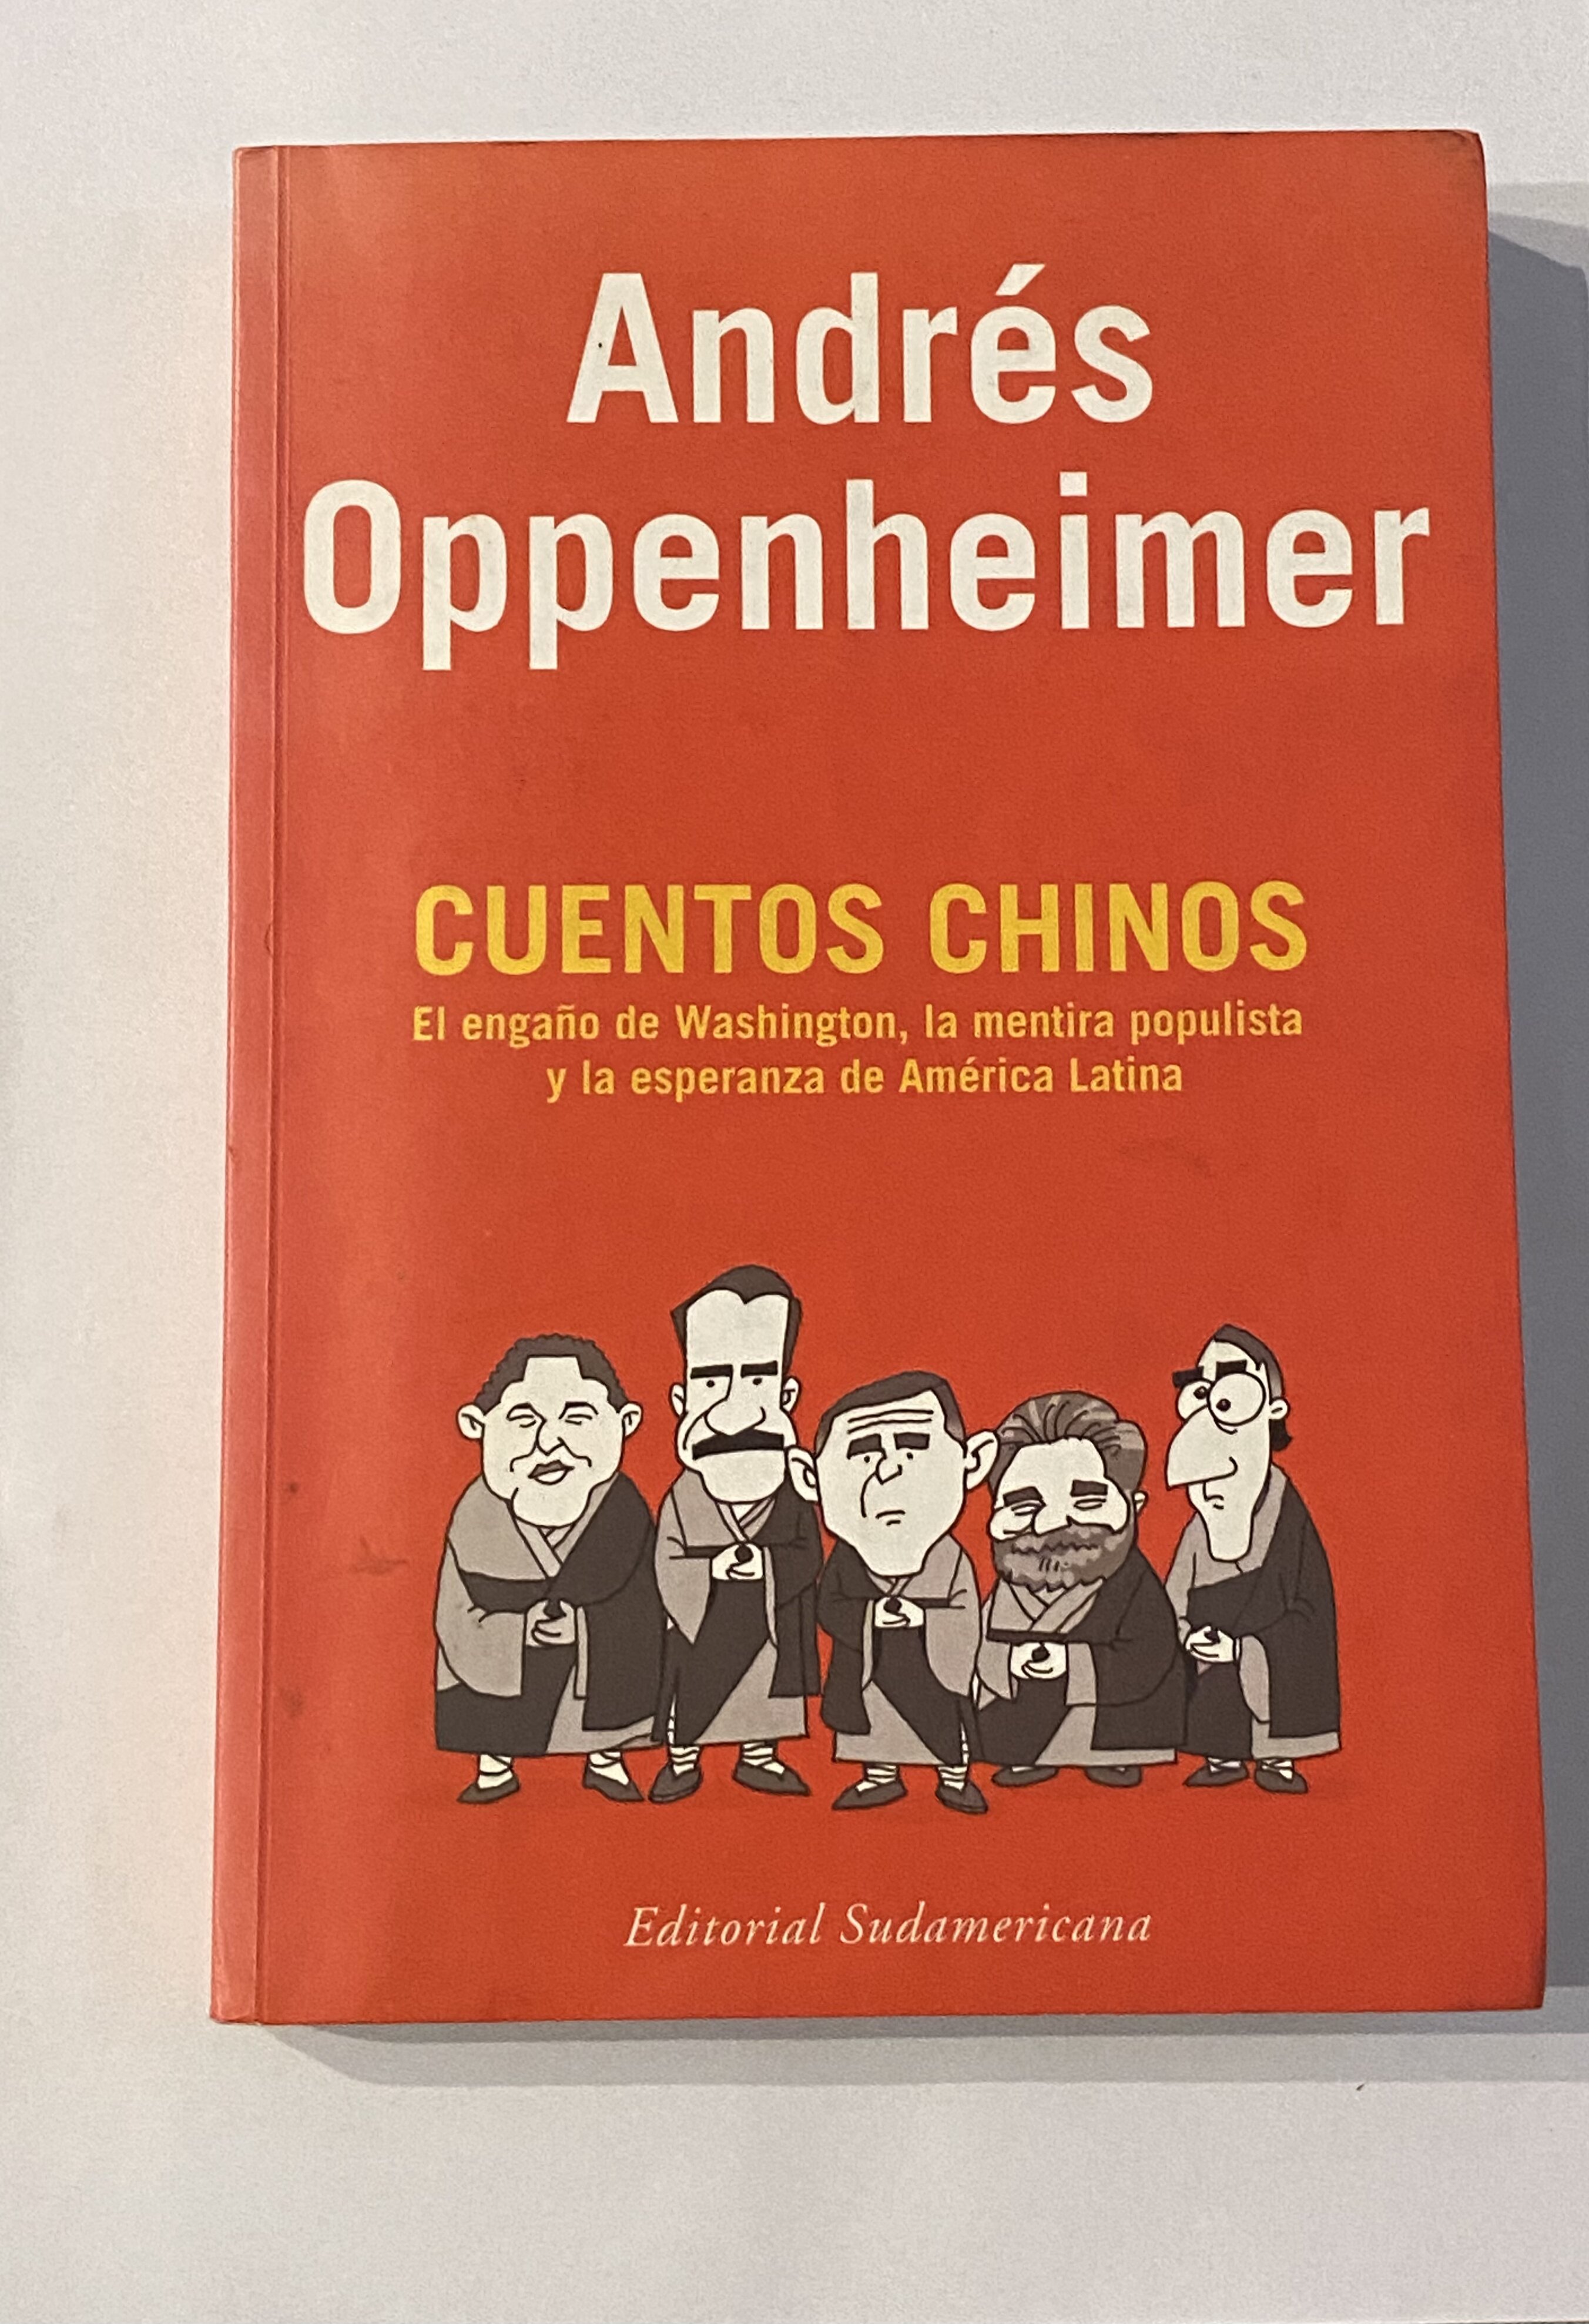 Andrés
Oppenheimer
CUENTOS CHINOS
El engaño de Washington, la mentira populista
y la esperanza de América Latina
Editorial Sudamericana